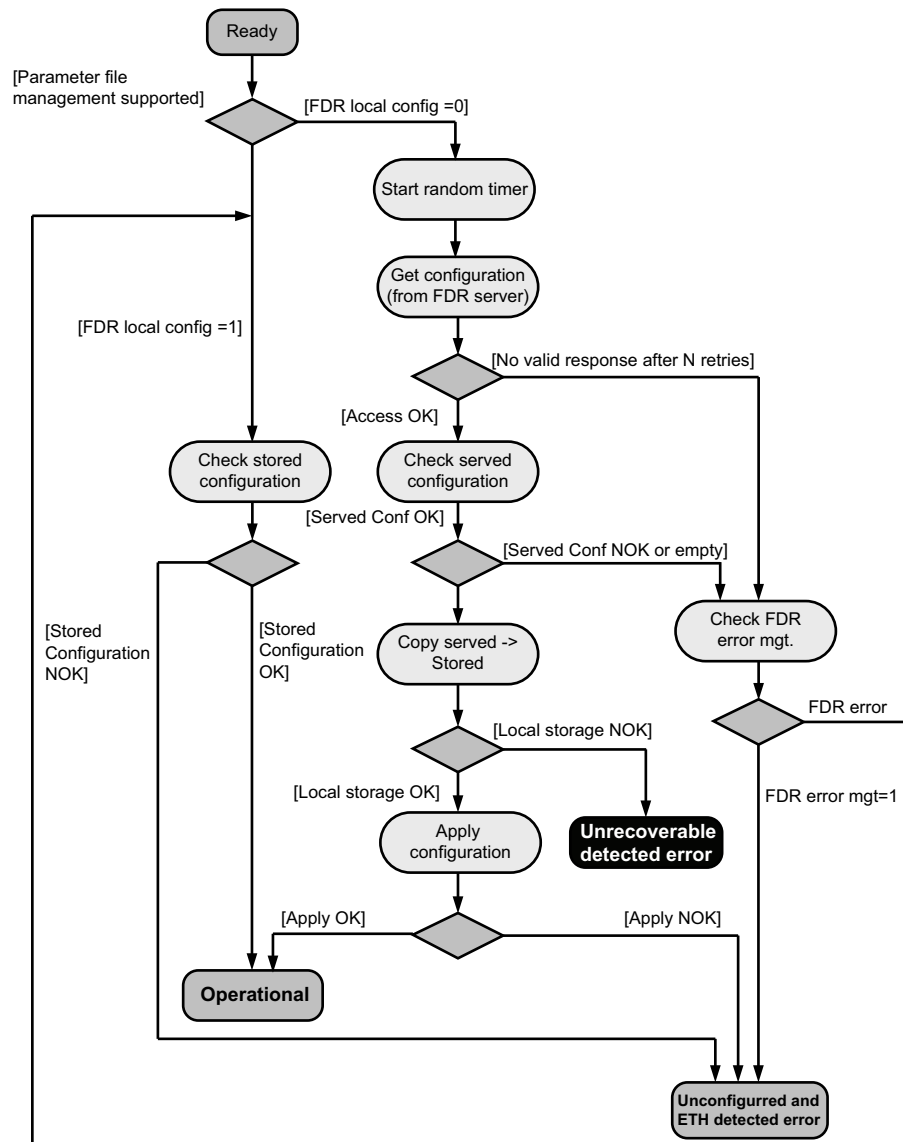 Ready
[Parameter file
management supported]
[FDR local config =0]
Start random timer
Get configuration
(from FDR server)
[FDR local config =1]
[No valid response after N retries]
[Access OK]
Check stored
configuration
Check served
configuration
[Served Conf OK]
[Served Conf NOK or empty]
[Stored
Configuration
NOK]
[Stored
Configuration
OK]
Copy served ->
Stored
Check FDR
error mgt.
FDR error
[Local storage NOK]
[Local storage OK]
FDR error mgt=1
Apply
configuration
Unrecoverable
detected error
[Apply OK]
[Apply NOK]
Operational
Unconfigurred and
ETH detected error